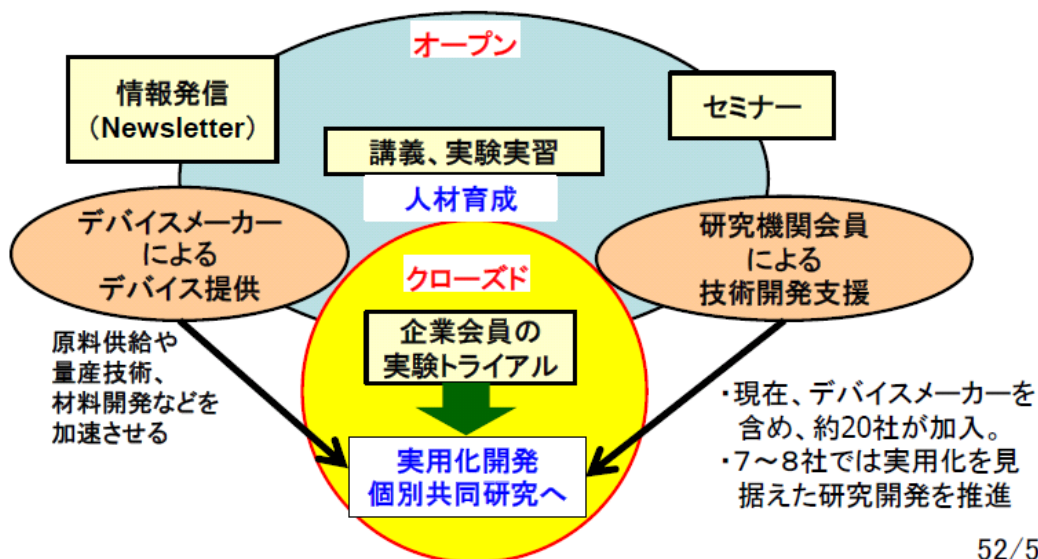 オープン
情報発信
（Newsletter）
セミナー
講義、実験実習
人材育成
デバイスメーカー
による
デバイス提供
研究機関会員
による
技術開発支援
クローズド
企業会員の
実験トライアル
原料供給や
量産技術、
材料開発などを
加速させる
実用化開発
個別共同研究へ
・現在、デバイスメーカーを
含め、約20社が加入。
・７～８社では実用化を見
据えた研究開発を推進
52/5